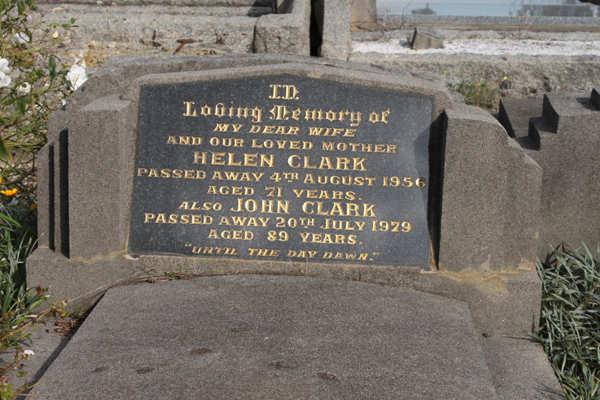 In
Loving Memory of
MY DEAR WIFE
AND OUR LOVED MOTHER
HELEN CLARK
PASSED AWAY 4TH AUGUST 1956
AGED 71 YEARS.
ALSO JOHN CLARK
PASSED AWAY 20TH JULY 1979
AGED 89 YEARS.
"UNTIL THE DAY DAWN."